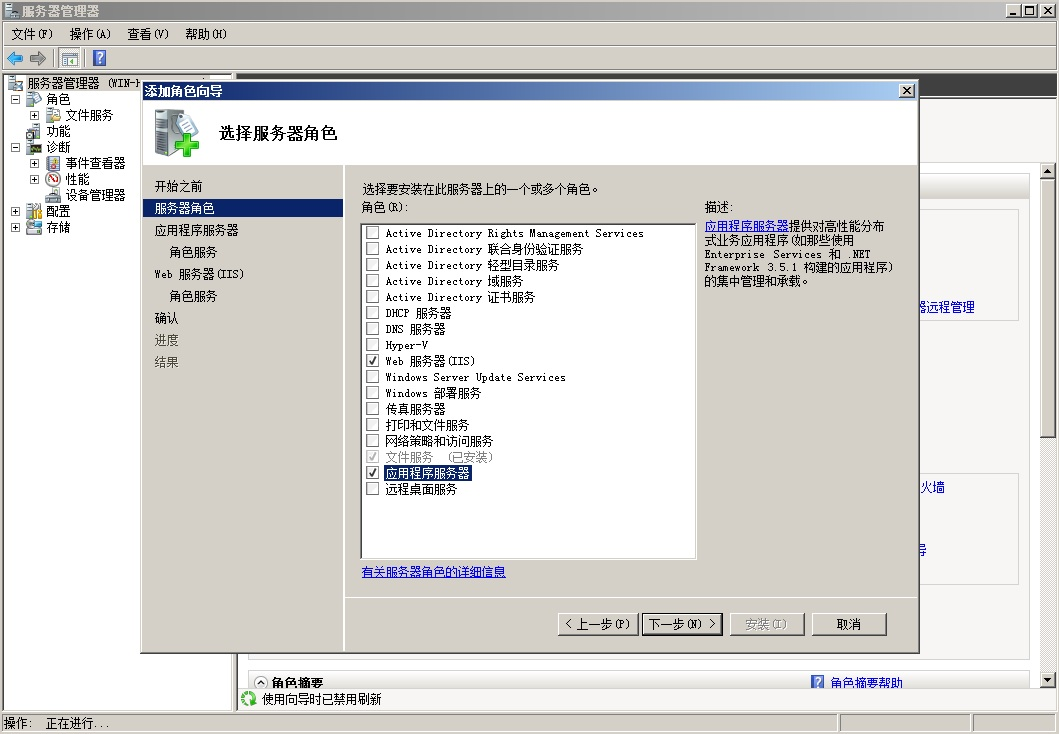 服务器管理器
文件(F) 操作(A) 查看(V) 帮助(H)
服务器管理器 (WIN-
角色
文件服务
功能
诊断
事件查看器
性能
设备管理器
配置
存储
添加角色向导
选择服务器角色
开始之前
服务器角色
应用程序服务器
角色服务
Web 服务器(IIS)
角色服务
确认
进度
结果
选择要安装在此服务器上的一个或多个角色。
角色(R):
Active Directory Rights Management Services
Active Directory 联合身份验证服务
Active Directory 轻型目录服务
Active Directory 域服务
Active Directory 证书服务
DHCP 服务器
DNS 服务器
Hyper-V
Web 服务器(IIS)
Windows Server Update Services
Windows 部署服务
传真服务器
打印和文件服务
网络策略和访问服务
文件服务 (已安装)
应用程序服务器
远程桌面服务
有关服务器角色的详细信息
描述:
应用程序服务器提供对高性能分布
式业务应用程序(如那些使用
Enterprise Services 和 .NET
Framework 3.5.1 构建的应用程序)
的集中管理和承载。
< 上一步(P) 下一步(N) > 安装(I) 取消
器远程管理
火墙
角色摘要
角色摘要帮助
使用向导时已禁用刷新
操作: 正在进行...